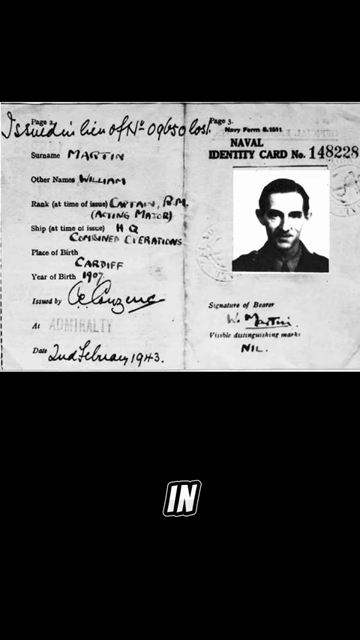 Page 2.
Issued in lieu of No 09650 lost.
Surname MARTIN
Other Names WILLIAM
Rank (at time of issue) CAPTAIN, R.M.
(ACTING MAJOR)
Ship (at time of issue) H.Q
COMBINED OPERATIONS
Place of Birth
CARDIFF
Year of Birth 1907
Issued by
At ADMIRALTY
Date 2nd February 1943.
Page 3.
Navy Form S.1511
NAVAL
IDENTITY CARD No. 148228
Signature of Bearer
W. Martin.
Visible distinguishing marks
NIL.
IN